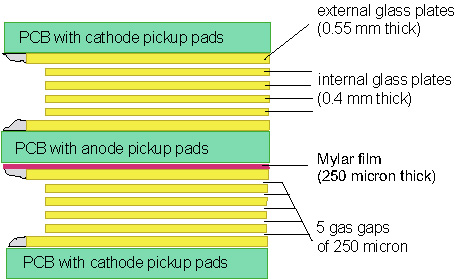 external glass plates
(0.55 mm thick)
PCB with cathode pickup pads
internal glass plates
(0.4 mm thick)
PCB with anode pickup pads
Mylar film
(250 micron thick)
5 gas gaps
of 250 micron
PCB with cathode pickup pads